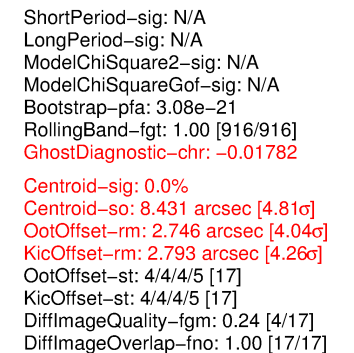 ShortPeriod−sig: N/A
LongPeriod−sig: N/A
ModelChiSquare2−sig: N/A
ModelChiSquareGof−sig: N/A
Bootstrap−pfa: 3.08e−21
RollingBand−fgt: 1.00 [916/916]
GhostDiagnostic−chr: −0.01782
Centroid−sig: 0.0%
Centroid−so: 8.431 arcsec [4.81σ]
OotOffset−rm: 2.746 arcsec [4.04σ]
KicOffset−rm: 2.793 arcsec [4.26σ]
OotOffset−st: 4/4/4/5 [17]
KicOffset−st: 4/4/4/5 [17]
DiffImageQuality−fgm: 0.24 [4/17]
DiffImageOverlap−fno: 1.00 [17/17]